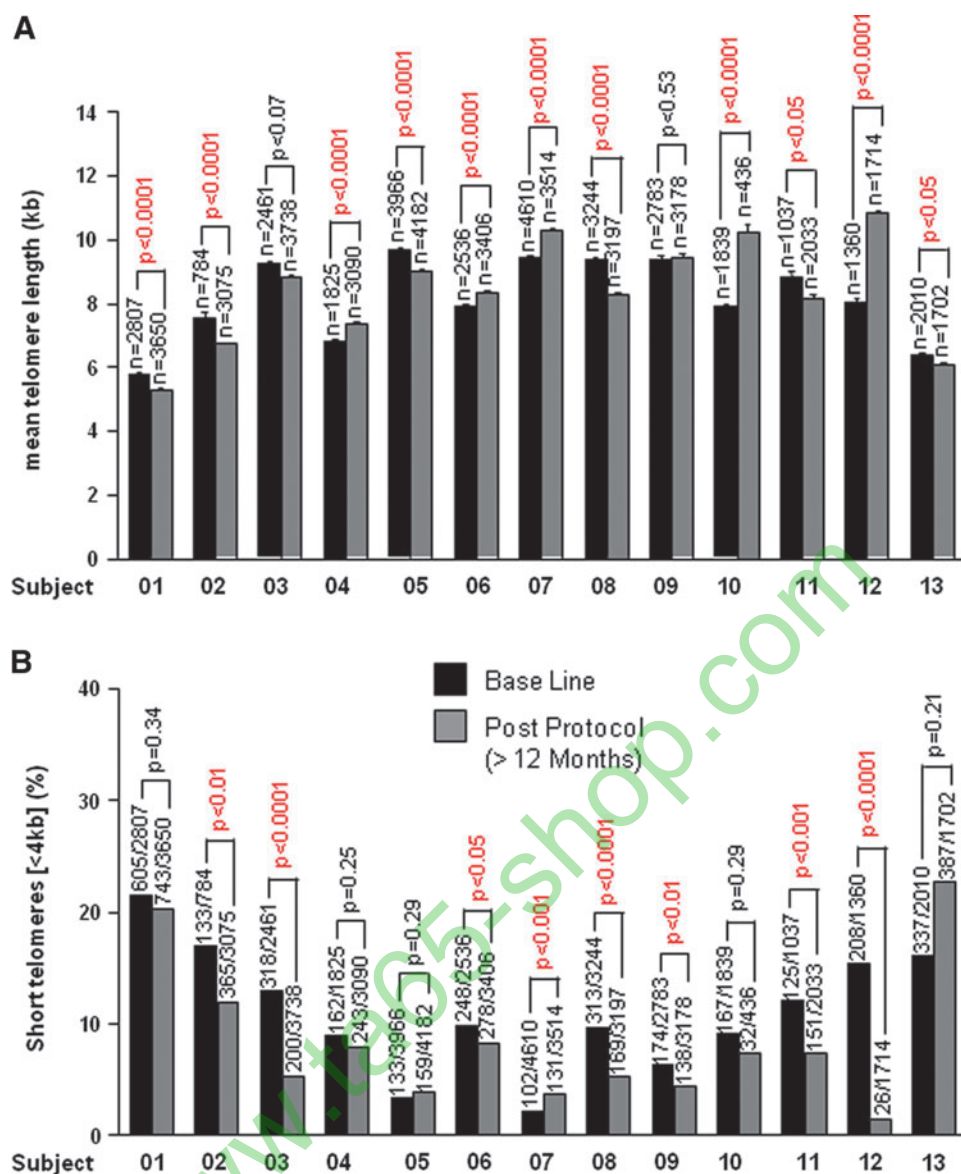 A
mean telomere length (kb)
14
12
10
8
6
4
2
0
p<0.0001
p<0.0001
p<0.07
p<0.0001
p<0.0001
p<0.0001
p<0.0001
p<0.0001
p<0.53
p<0.0001
p<0.05
p<0.0001
p<0.05
n=2807
n=3650
n=784
n=3075
n=2461
n=3738
n=1825
n=3090
n=3966
n=4182
n=2536
n=3406
n=4610
n=3514
n=3244
n=3197
n=2783
n=3178
n=1839
n=436
n=1037
n=2033
n=1360
n=1714
n=2010
n=1702
Subject 01 02 03 04 05 06 07 08 09 10 11 12 13
B
Short telomeres [<4kb] (%)
40
30
20
10
0
Base Line
Post Protocol
(> 12 Months)
p=0.34
p<0.01
p<0.0001
p=0.25
p=0.29
p<0.05
p<0.001
p<0.0001
p<0.01
p=0.29
p<0.001
p<0.0001
p=0.21
605/2807
743/3650
133/784
365/3075
318/2461
200/3738
162/1825
243/3090
133/3966
159/4182
248/2536
278/3406
102/4610
131/3514
313/3244
169/3197
174/2783
138/3178
167/1839
32/436
125/1037
151/2033
208/1360
26/1714
337/2010
387/1702
Subject 01 02 03 04 05 06 07 08 09 10 11 12 13
www.ta65-shop.com